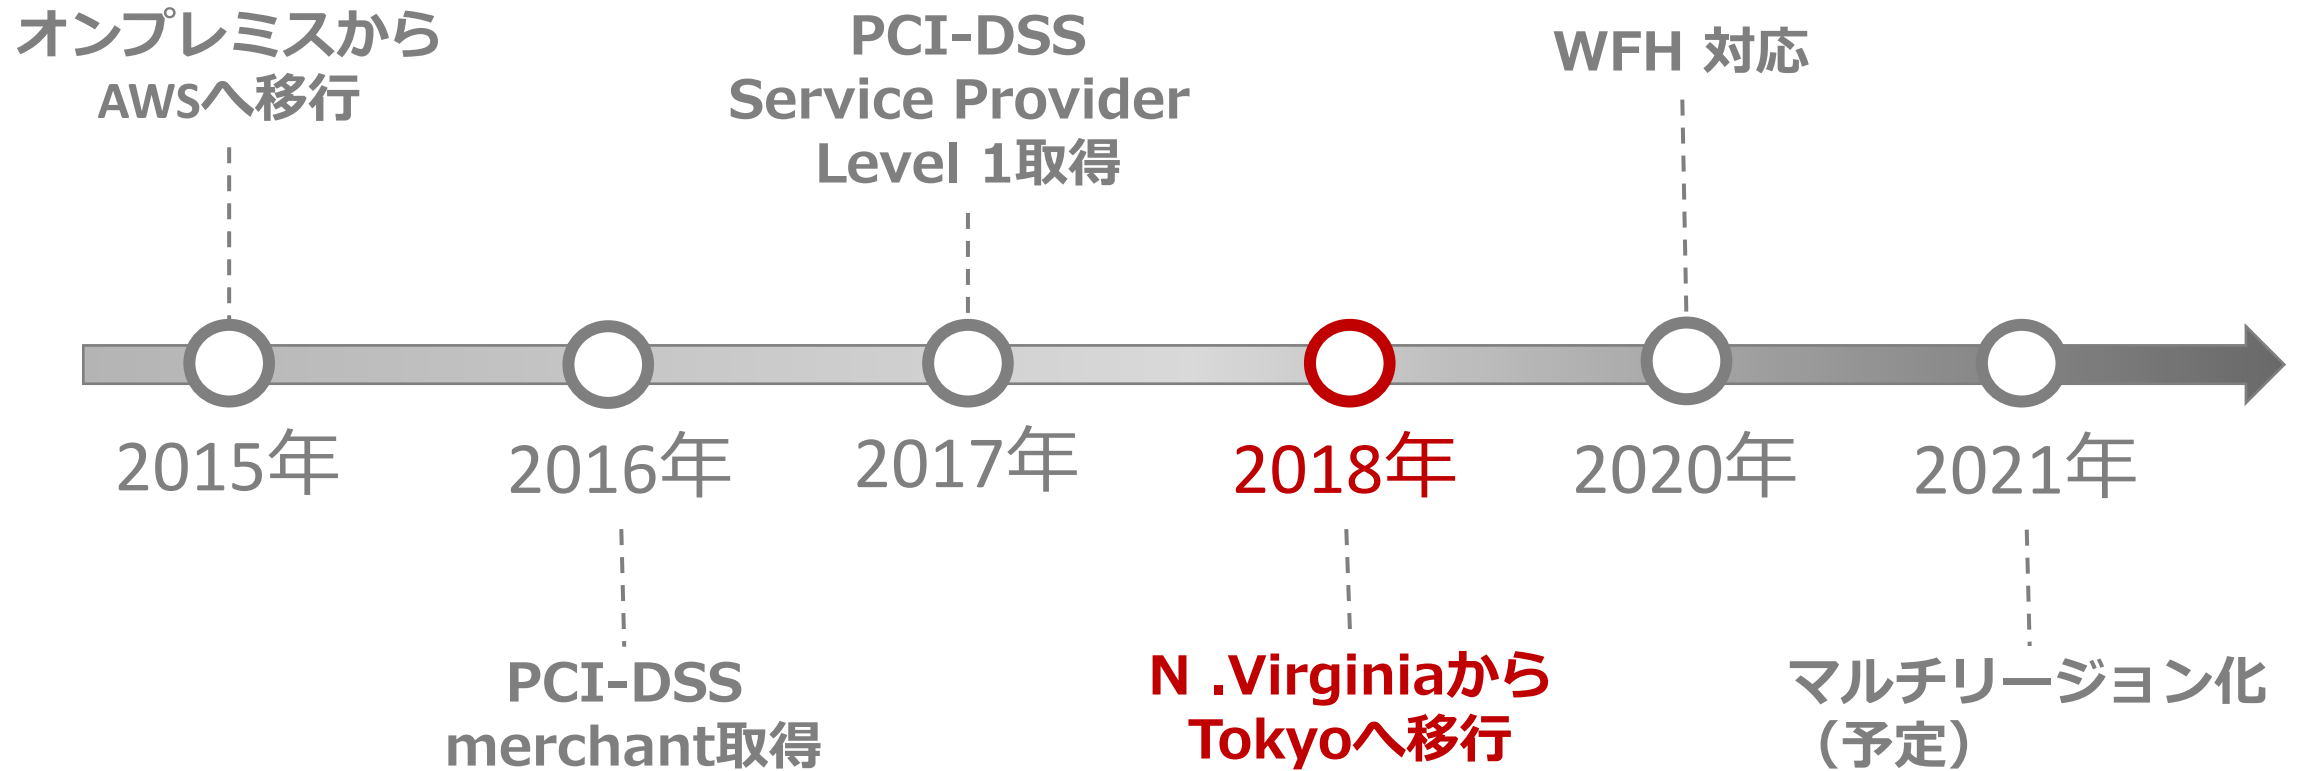 オンプレミスから
AWSへ移行
PCI-DSS
Service Provider
Level 1取得
WFH 対応
2015年
2016年
2017年
2018年
2020年
2021年
PCI-DSS
merchant取得
N .Virginiaから
Tokyoへ移行
マルチリージョン化
（予定）